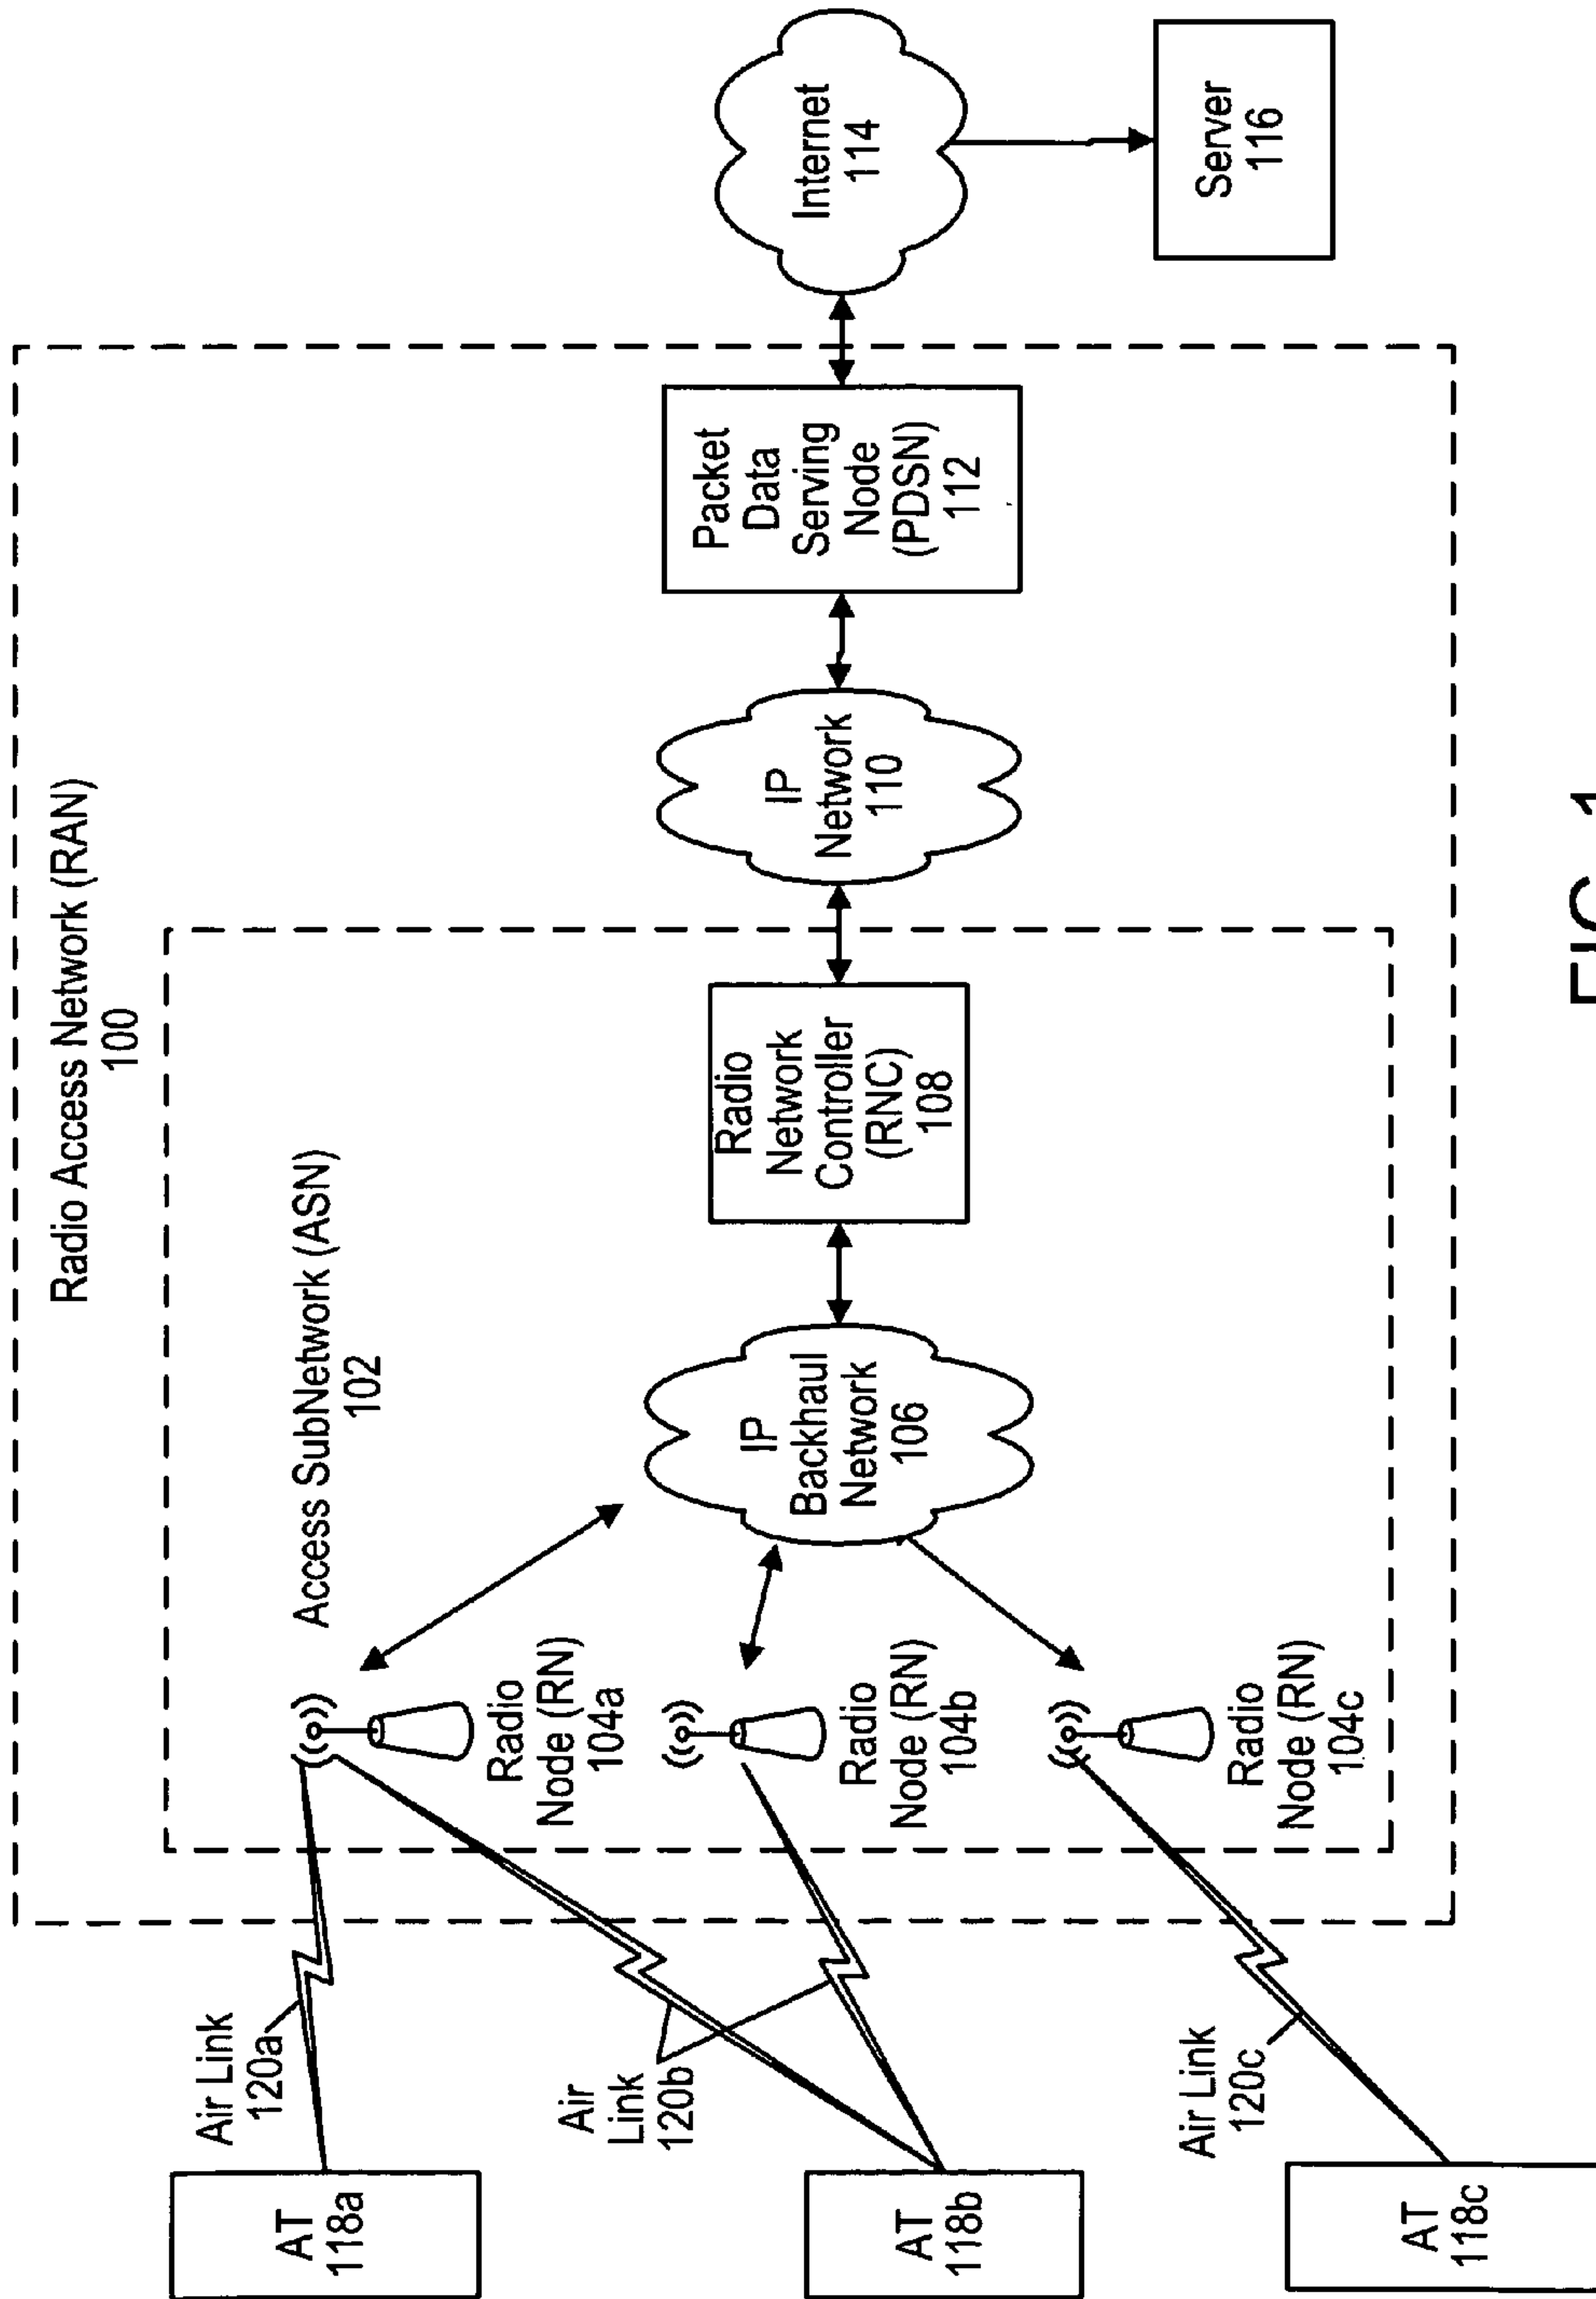 Radio Access Network (RAN)
100
Access SubNetwork (ASN)
102
AT
118a
Air Link
120a
Radio
Node (RN)
104a
AT
118b
Air
Link
120b
Radio
Node (RN)
104b
AT
118c
Air Link
120c
Radio
Node (RN)
104c
IP
Backhaul
Network
106
Radio
Network
Controller
(RNC)
108
IP
Network
110
Packet
Data
Serving
Node
(PDSN)
112
Internet
114
Server
116
FIG. 1